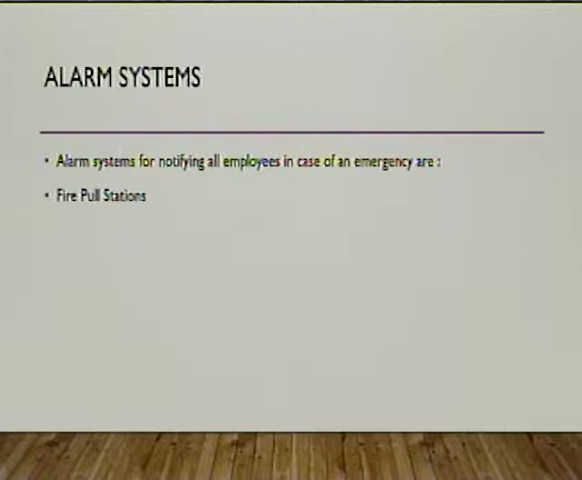 ALARM SYSTEMS
• Alarm systems for notifying all employees in case of an emergency are :
• Fire Pull Stations